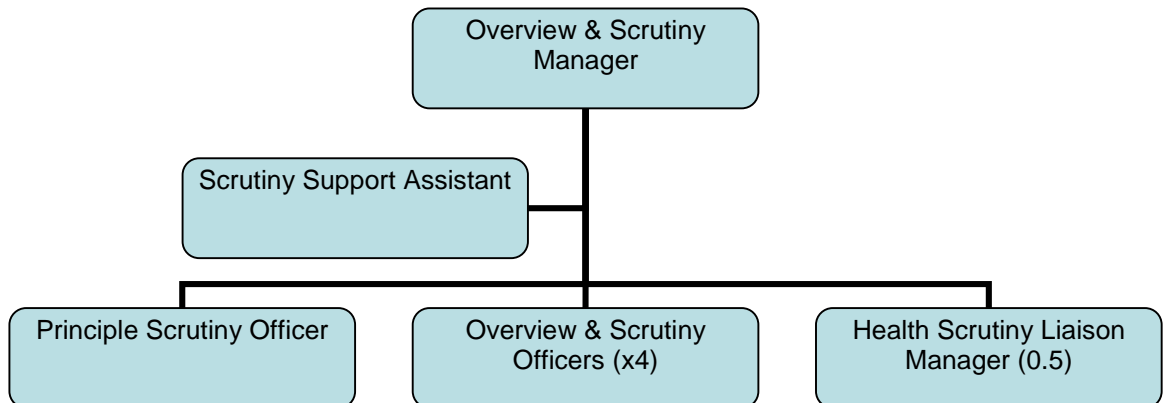 Overview & Scrutiny
Manager
Scrutiny Support Assistant
Principle Scrutiny Officer
Overview & Scrutiny
Officers (x4)
Health Scrutiny Liaison
Manager (0.5)